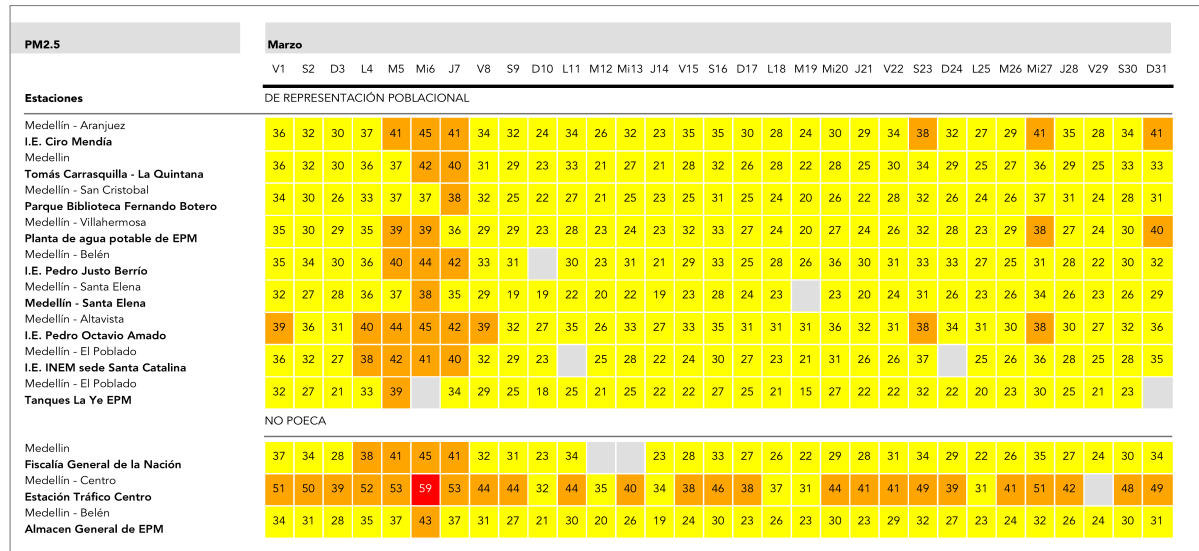 PM2.5
Marzo
V1 S2 D3 L4 M5 Mi6 J7 V8 S9 D10 L11 M12 Mi13 J14 V15 S16 D17 L18 M19 Mi20 J21 V22 S23 D24 L25 M26 Mi27 J28 V29 S30 D31
Estaciones DE REPRESENTACIÓN POBLACIONAL
Medellín - Aranjuez
I.E. Ciro Mendía
36 32 30 37 41 45 41 34 32 24 34 26 32 23 35 35 30 28 24 30 29 34 38 32 27 29 41 35 28 34 41
Medellin
Tomás Carrasquilla - La Quintana
36 32 30 36 37 42 40 31 29 23 33 21 27 21 28 32 26 28 22 28 25 30 34 29 25 27 36 29 25 33 33
Medellín - San Cristobal
Parque Biblioteca Fernando Botero
34 30 26 33 37 37 38 32 25 22 27 21 25 23 25 31 25 24 20 26 22 28 32 26 24 26 37 31 24 28 31
Medellín - Villahermosa
Planta de agua potable de EPM
35 30 29 35 39 39 36 29 29 23 28 23 24 23 32 33 27 24 20 27 24 26 32 28 23 29 38 27 24 30 40
Medellín - Belén
I.E. Pedro Justo Berrío
35 34 30 36 40 44 42 33 31 30 23 31 21 29 33 25 28 26 36 30 31 33 33 27 25 31 28 22 30 32
Medellín - Santa Elena
Medellín - Santa Elena
32 27 28 36 37 38 35 29 19 19 22 20 22 19 23 28 24 23 23 20 24 31 26 23 26 34 26 23 26 29
Medellín - Altavista
I.E. Pedro Octavio Amado
39 36 31 40 44 45 42 39 32 27 35 26 33 27 33 35 31 31 31 36 32 31 38 34 31 30 38 30 27 32 36
Medellín - El Poblado
I.E. INEM sede Santa Catalina
36 32 27 38 42 41 40 32 29 23 25 28 22 24 30 27 23 21 31 26 26 37 25 26 36 28 25 28 35
Medellín - El Poblado
Tanques La Ye EPM
32 27 21 33 39 34 29 25 18 25 21 25 22 22 27 25 21 15 27 22 22 32 22 20 23 30 25 21 23
NO POECA
Medellin
Fiscalía General de la Nación
37 34 28 38 41 45 41 32 31 23 34 23 28 33 27 26 22 29 28 31 34 29 22 26 35 27 24 30 34
Medellín - Centro
Estación Tráfico Centro
51 50 39 52 53 59 53 44 44 32 44 35 40 34 38 46 38 37 31 44 41 41 49 39 31 41 51 42 48 49
Medellin - Belén
Almacen General de EPM
34 31 28 35 37 43 37 31 27 21 30 20 26 19 24 30 23 26 23 30 23 29 32 27 23 24 32 26 24 30 31